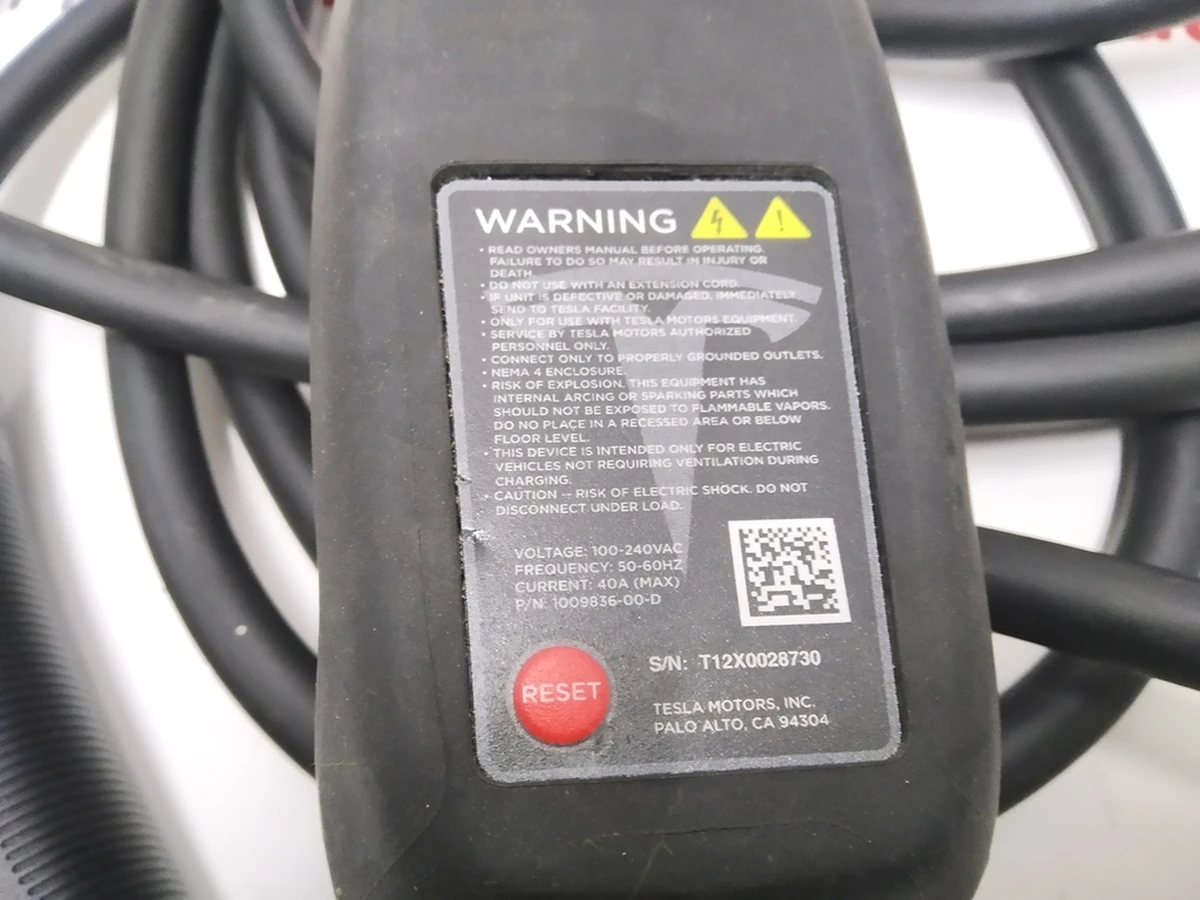 WARNING
• READ OWNERS MANUAL BEFORE OPERATING.
FAILURE TO DO SO MAY RESULT IN INJURY OR
DEATH.
• DO NOT USE WITH AN EXTENSION CORD.
• IF UNIT IS DEFECTIVE OR DAMAGED, IMMEDIATELY
SEND TO TESLA FACILITY.
• ONLY FOR USE WITH TESLA MOTORS EQUIPMENT.
• SERVICE BY TESLA MOTORS AUTHORIZED
PERSONNEL ONLY.
• CONNECT ONLY TO PROPERLY GROUNDED OUTLETS.
• NEMA 4 ENCLOSURE.
• RISK OF EXPLOSION. THIS EQUIPMENT HAS
INTERNAL ARCING OR SPARKING PARTS WHICH
SHOULD NOT BE EXPOSED TO FLAMMABLE VAPORS.
DO NO PLACE IN A RECESSED AREA OR BELOW
FLOOR LEVEL.
• THIS DEVICE IS INTENDED ONLY FOR ELECTRIC
VEHICLES NOT REQUIRING VENTILATION DURING
CHARGING.
• CAUTION -- RISK OF ELECTRIC SHOCK. DO NOT
DISCONNECT UNDER LOAD.
VOLTAGE: 100-240VAC
FREQUENCY: 50-60HZ
CURRENT: 40A (MAX)
P/N: 1009836-00-D
S/N: T12X0028730
RESET
TESLA MOTORS, INC.
PALO ALTO, CA 94304